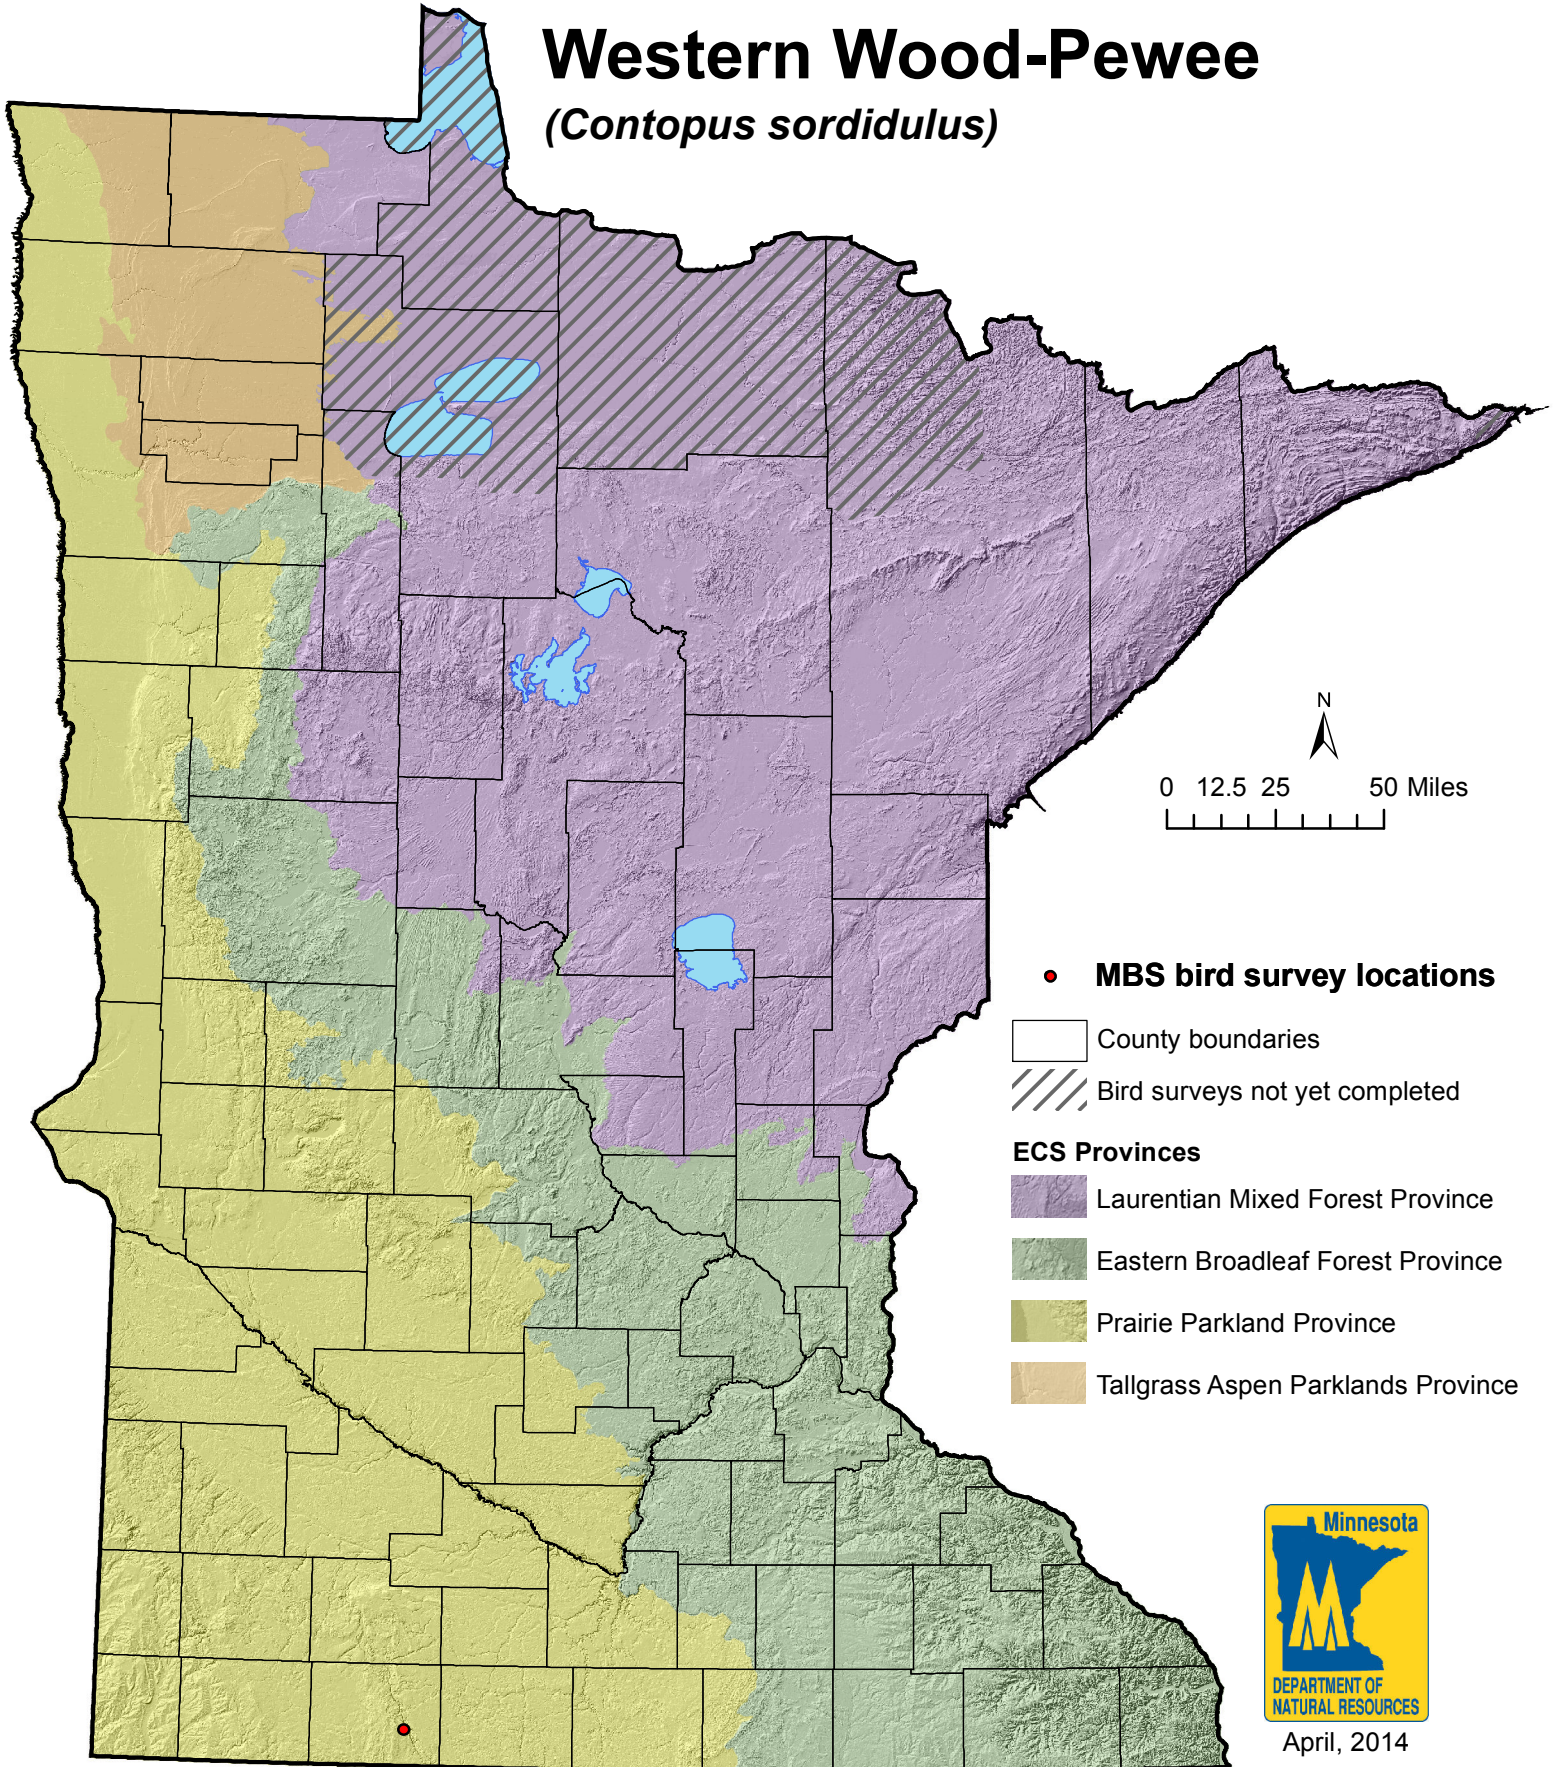 Western Wood-Pewee
(Contopus sordidulus)
N
0 12.5 25 50 Miles
MBS bird survey locations
County boundaries
Bird surveys not yet completed
ECS Provinces
Laurentian Mixed Forest Province
Eastern Broadleaf Forest Province
Prairie Parkland Province
Tallgrass Aspen Parklands Province
Minnesota
DEPARTMENT OF
NATURAL RESOURCES
April, 2014